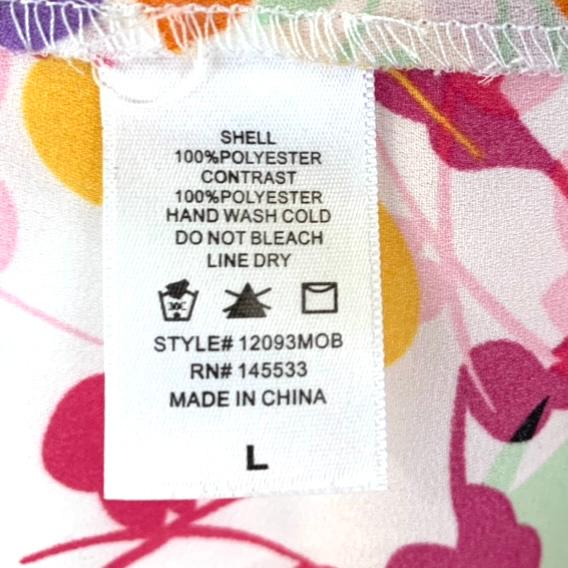 SHELL
100%POLYESTER
CONTRAST
100%POLYESTER
HAND WASH COLD
DO NOT BLEACH
LINE DRY
STYLE# 12093MOB
RN# 145533
MADE IN CHINA
L